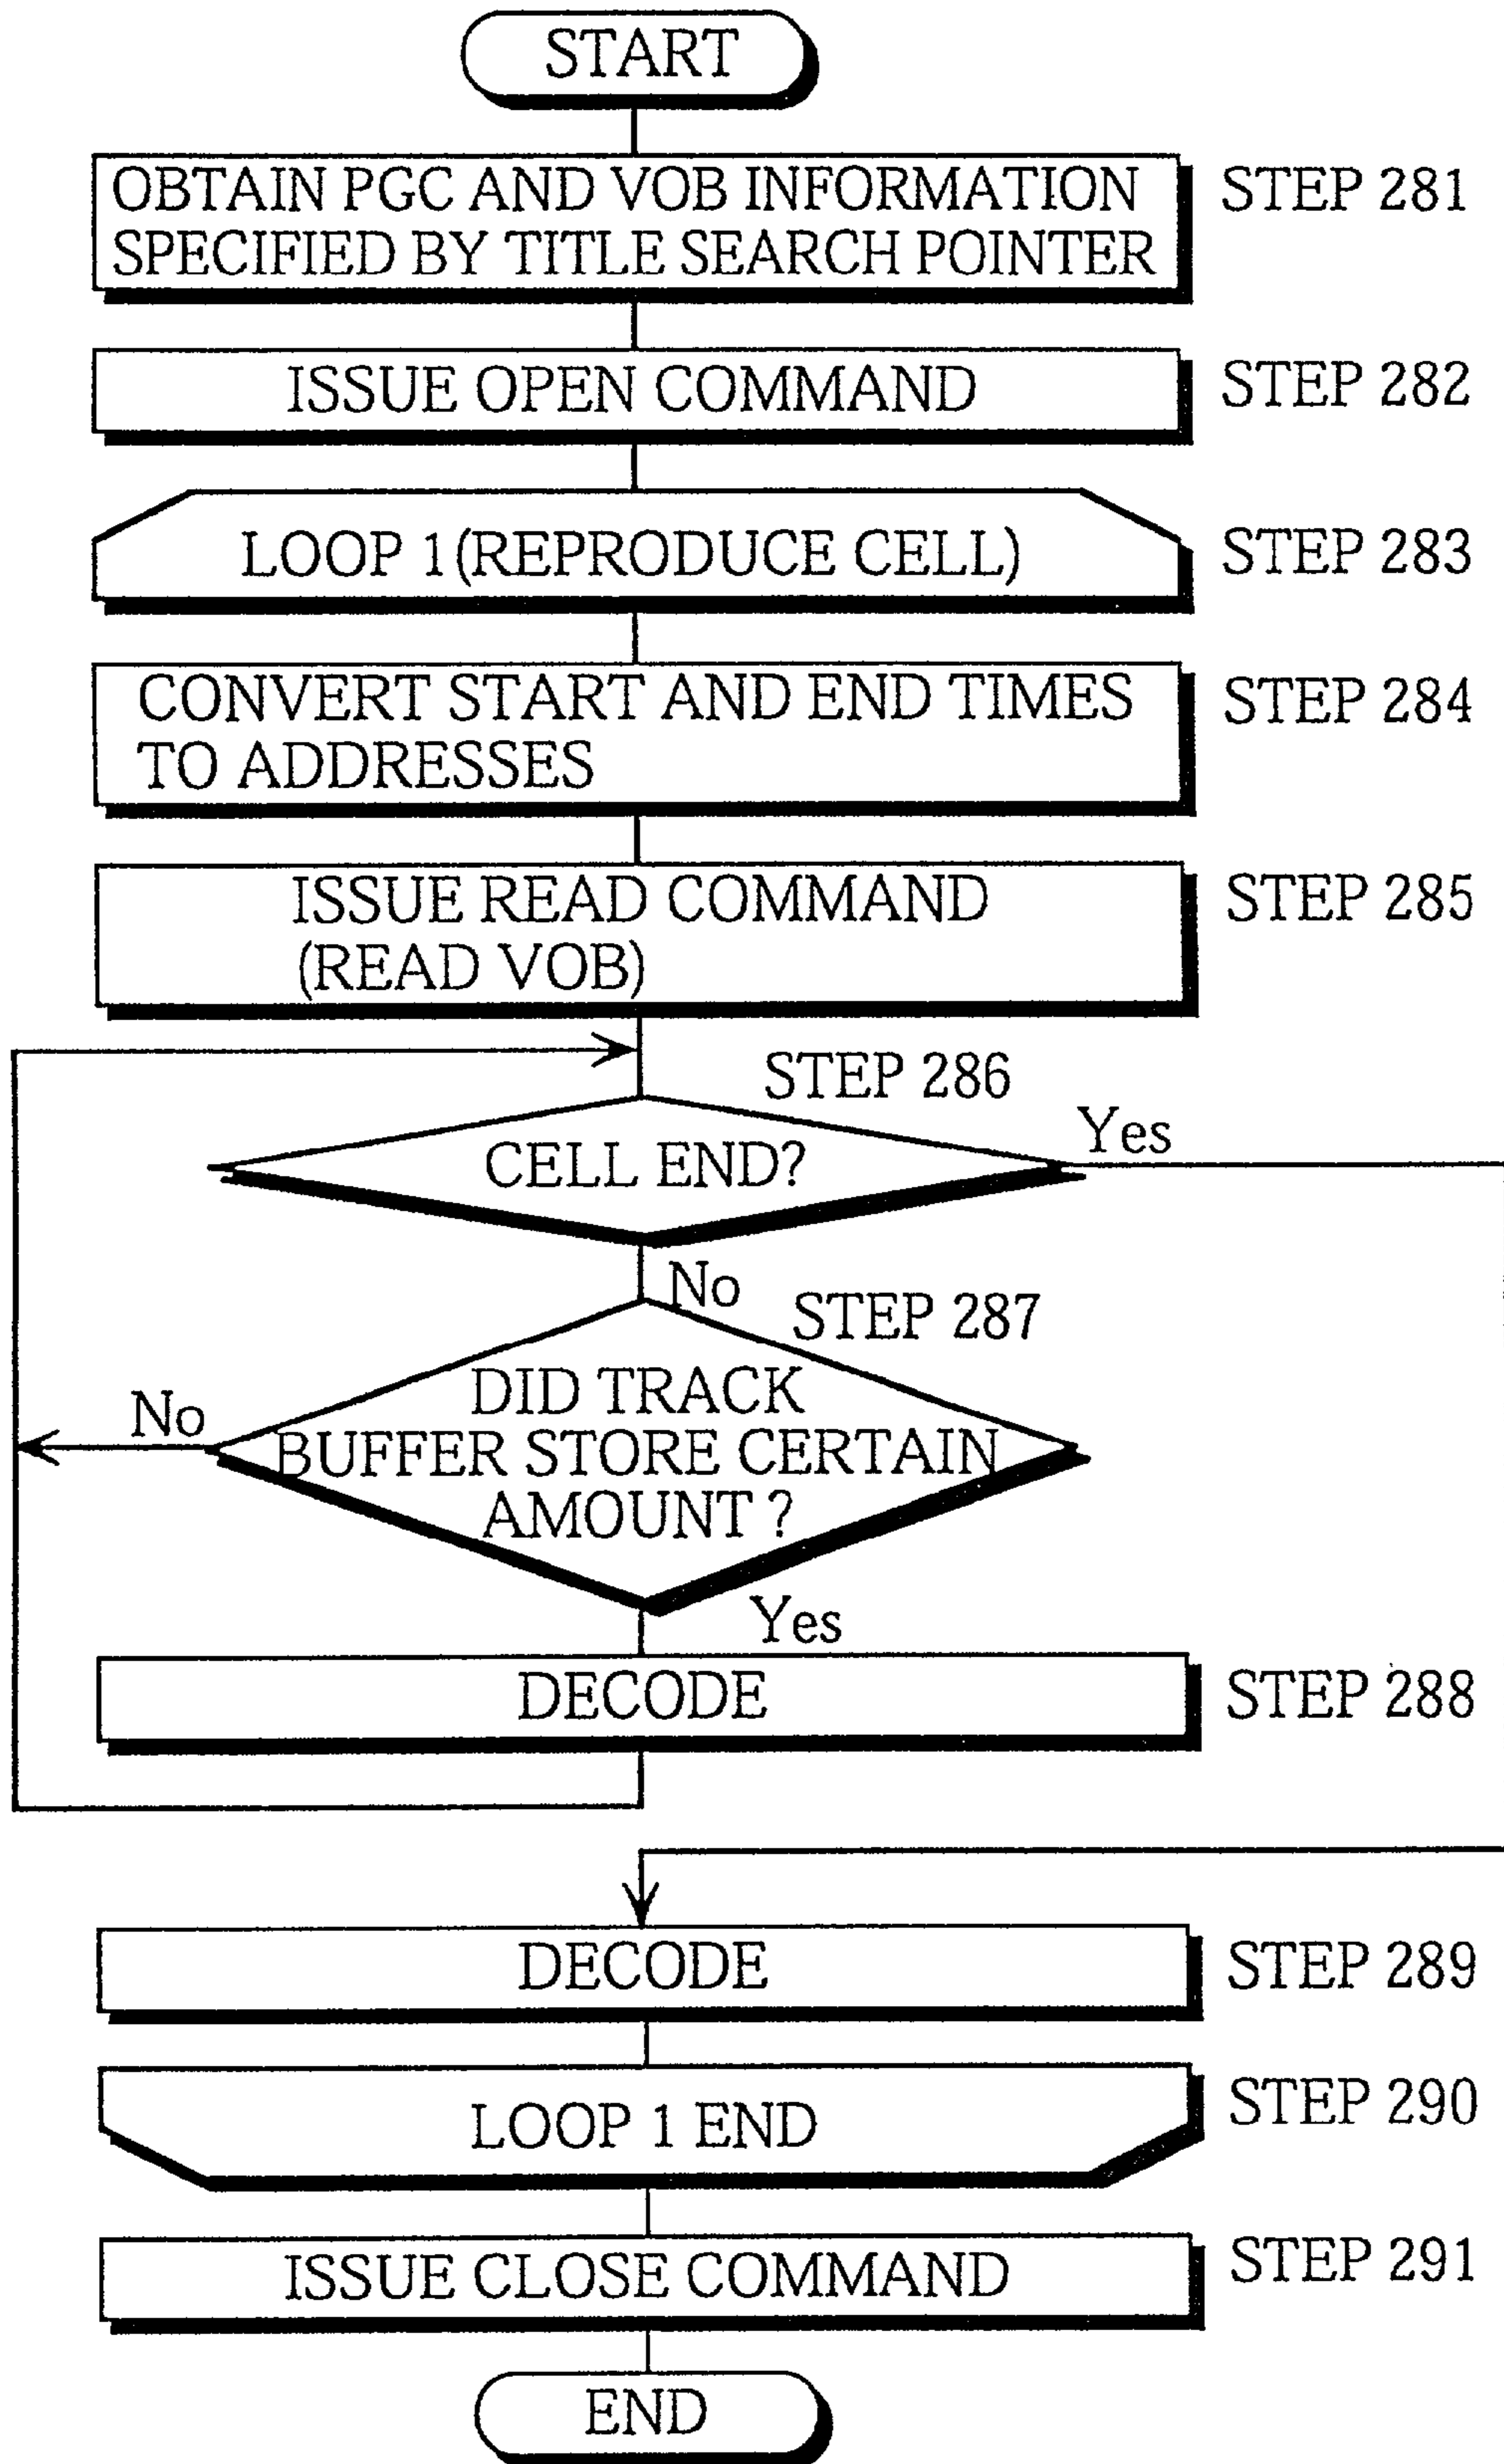 START
OBTAIN PGC AND VOB INFORMATION
SPECIFIED BY TITLE SEARCH POINTER
STEP 281
ISSUE OPEN COMMAND
STEP 282
LOOP 1 (REPRODUCE CELL)
STEP 283
CONVERT START AND END TIMES
TO ADDRESSES
STEP 284
ISSUE READ COMMAND
(READ VOB)
STEP 285
STEP 286
CELL END?
Yes
No
STEP 287
DID TRACK
BUFFER STORE CERTAIN
AMOUNT ?
No
Yes
DECODE
STEP 288
DECODE
STEP 289
LOOP 1 END
STEP 290
ISSUE CLOSE COMMAND
STEP 291
END